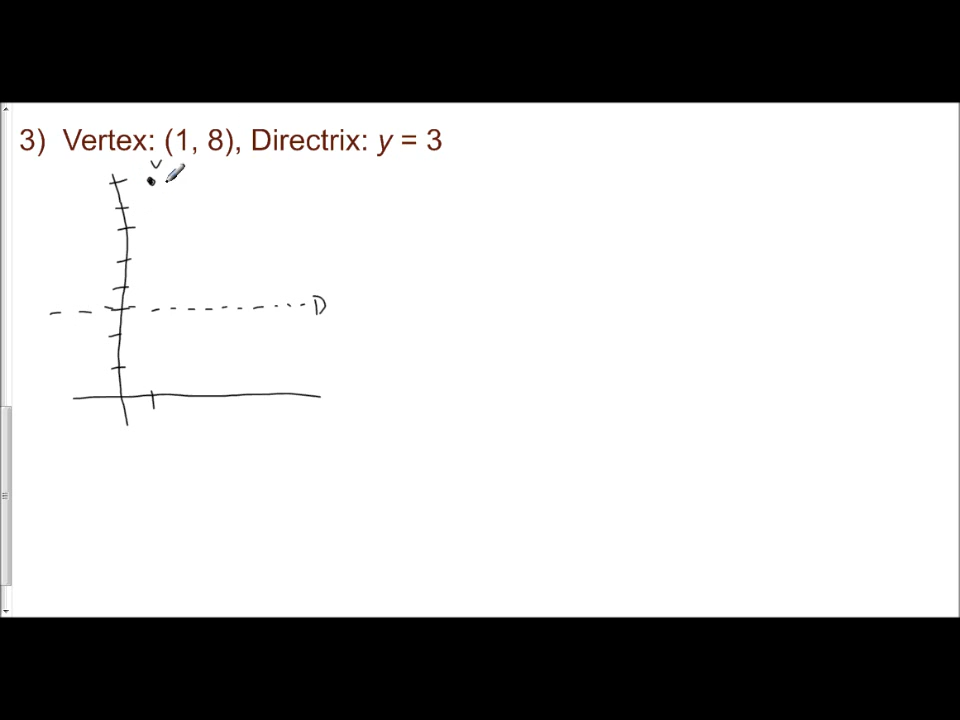 3) Vertex: (1, 8), Directrix: y = 3
V
D